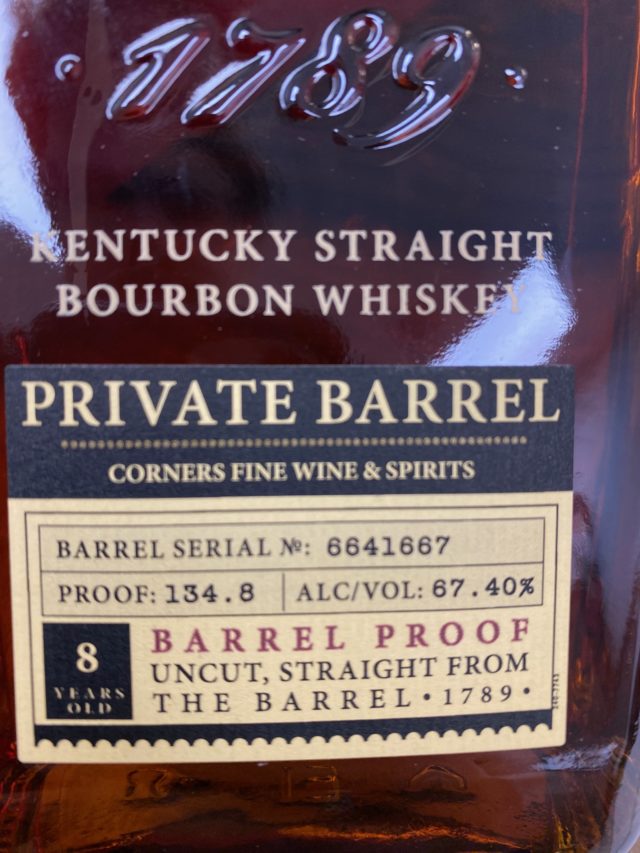 · 1789 ·
KENTUCKY STRAIGHT
BOURBON WHISKEY
PRIVATE BARREL
CORNERS FINE WINE & SPIRITS
BARREL SERIAL №: 6641667
PROOF: 134.8 ALC/VOL: 67.40%
8
YEARS
OLD
BARREL PROOF
UNCUT, STRAIGHT FROM
THE BARREL · 1789 ·